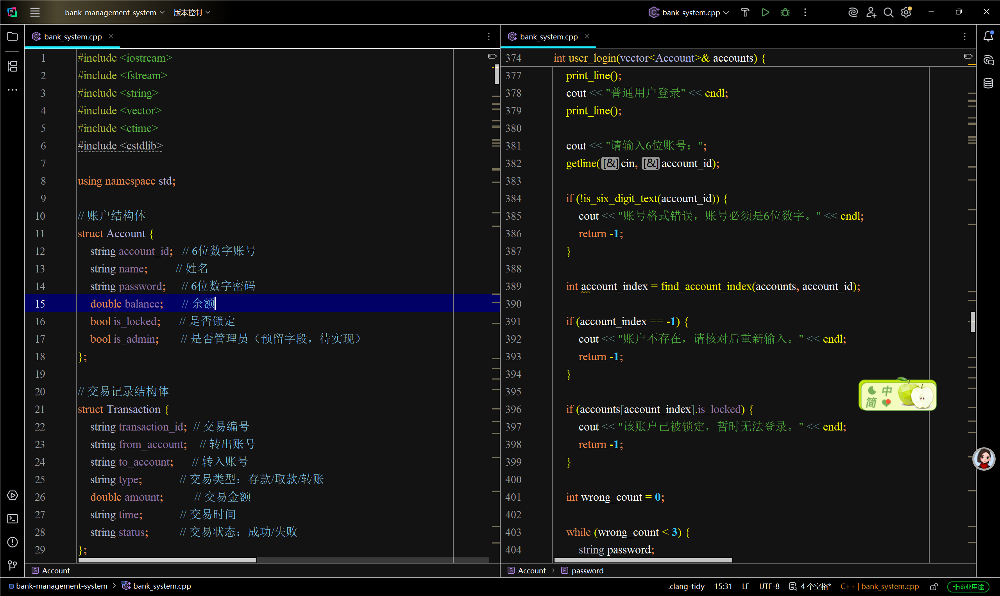 bank-management-system 版本控制 bank_system.cpp
bank_system.cpp
1 #include <iostream>
2 #include <fstream>
3 #include <string>
4 #include <vector>
5 #include <ctime>
6 #include <cstdlib>
7
8 using namespace std;
9
10 // 账户结构体
11 struct Account {
12 string account_id; // 6位数字账号
13 string name; // 姓名
14 string password; // 6位数字密码
15 double balance; // 余额
16 bool is_locked; // 是否锁定
17 bool is_admin; // 是否管理员（预留字段，待实现）
18 };
19
20 // 交易记录结构体
21 struct Transaction {
22 string transaction_id; // 交易编号
23 string from_account; // 转出账号
24 string to_account; // 转入账号
25 string type; // 交易类型：存款/取款/转账
26 double amount; // 交易金额
27 string time; // 交易时间
28 string status; // 交易状态：成功/失败
29 };
Account
bank_system.cpp
374 int user_login(vector<Account>& accounts) {
377 print_line();
378 cout << "普通用户登录" << endl;
379 print_line();
380
381 cout << "请输入6位账号：";
382 getline([&]cin, [&]account_id);
383
384 if (!is_six_digit_text(account_id)) {
385 cout << "账号格式错误，账号必须是6位数字。" << endl;
386 return -1;
387 }
388
389 int account_index = find_account_index(accounts, account_id);
390
391 if (account_index == -1) {
392 cout << "账户不存在，请核对后重新输入。" << endl;
393 return -1;
394 }
395
396 if (accounts[account_index].is_locked) {
397 cout << "该账户已被锁定，暂时无法登录。" << endl;
398 return -1;
399 }
400
401 int wrong_count = 0;
402
403 while (wrong_count < 3) {
404 string password;
Account › password
中
简
bank-management-system › bank_system.cpp .clang-tidy 15:31 LF UTF-8 4 个空格* C++ | bank_system.cpp 非商业用途